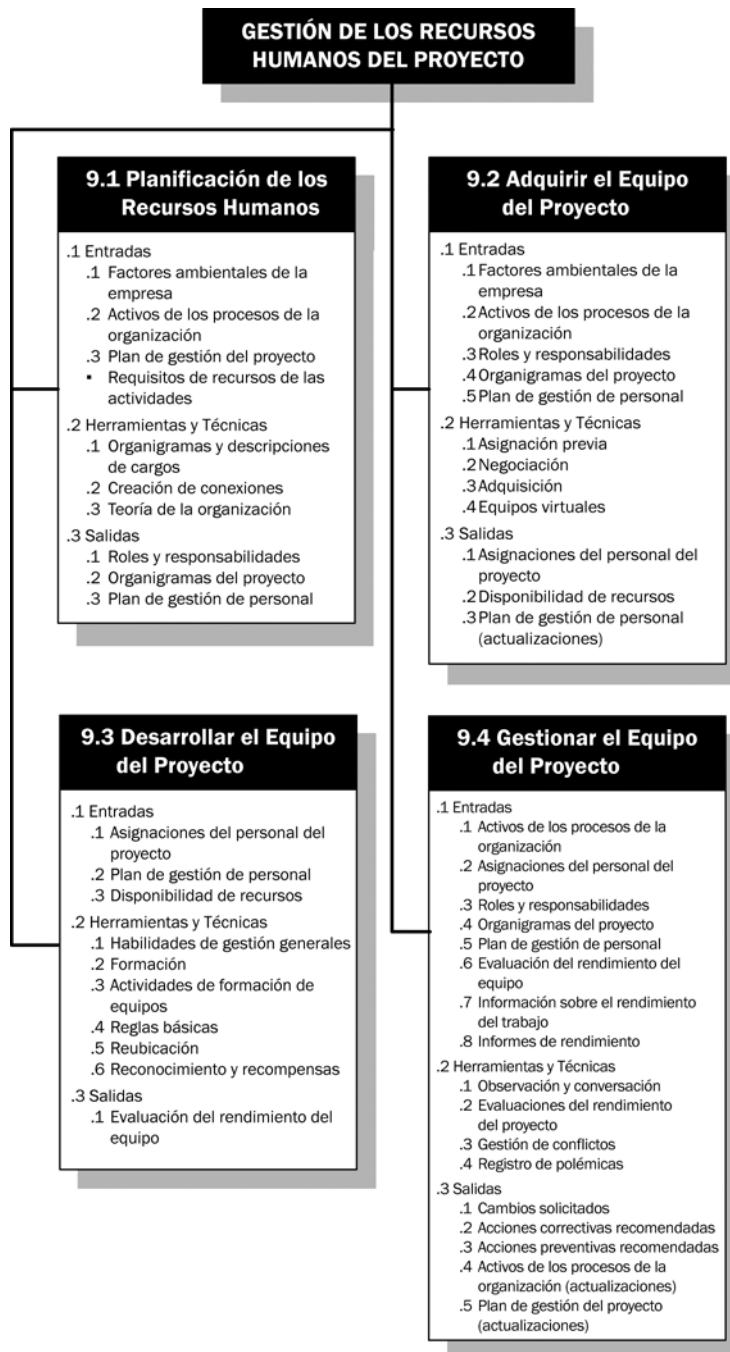 GESTIÓN DE LOS RECURSOS
HUMANOS DEL PROYECTO
9.1 Planificación de los
Recursos Humanos
.1 Entradas
.1 Factores ambientales de la
empresa
.2 Activos de los procesos de la
organización
.3 Plan de gestión del proyecto
▪ Requisitos de recursos de las
actividades
.2 Herramientas y Técnicas
.1 Organigramas y descripciones
de cargos
.2 Creación de conexiones
.3 Teoría de la organización
.3 Salidas
.1 Roles y responsabilidades
.2 Organigramas del proyecto
.3 Plan de gestión de personal
9.2 Adquirir el Equipo
del Proyecto
.1 Entradas
.1 Factores ambientales de la
empresa
.2 Activos de los procesos de la
organización
.3 Roles y responsabilidades
.4 Organigramas del proyecto
.5 Plan de gestión de personal
.2 Herramientas y Técnicas
.1 Asignación previa
.2 Negociación
.3 Adquisición
.4 Equipos virtuales
.3 Salidas
.1 Asignaciones del personal del
proyecto
.2 Disponibilidad de recursos
.3 Plan de gestión de personal
(actualizaciones)
9.3 Desarrollar el Equipo
del Proyecto
.1 Entradas
.1 Asignaciones del personal del
proyecto
.2 Plan de gestión de personal
.3 Disponibilidad de recursos
.2 Herramientas y Técnicas
.1 Habilidades de gestión generales
.2 Formación
.3 Actividades de formación de
equipos
.4 Reglas básicas
.5 Reubicación
.6 Reconocimiento y recompensas
.3 Salidas
.1 Evaluación del rendimiento del
equipo
9.4 Gestionar el Equipo
del Proyecto
.1 Entradas
.1 Activos de los procesos de la
organización
.2 Asignaciones del personal del
proyecto
.3 Roles y responsabilidades
.4 Organigramas del proyecto
.5 Plan de gestión de personal
.6 Evaluación del rendimiento del
equipo
.7 Información sobre el rendimiento
del trabajo
.8 Informes de rendimiento
.2 Herramientas y Técnicas
.1 Observación y conversación
.2 Evaluaciones del rendimiento
del proyecto
.3 Gestión de conflictos
.4 Registro de polémicas
.3 Salidas
.1 Cambios solicitados
.2 Acciones correctivas recomendadas
.3 Acciones preventivas recomendadas
.4 Activos de los procesos de la
organización (actualizaciones)
.5 Plan de gestión del proyecto
(actualizaciones)